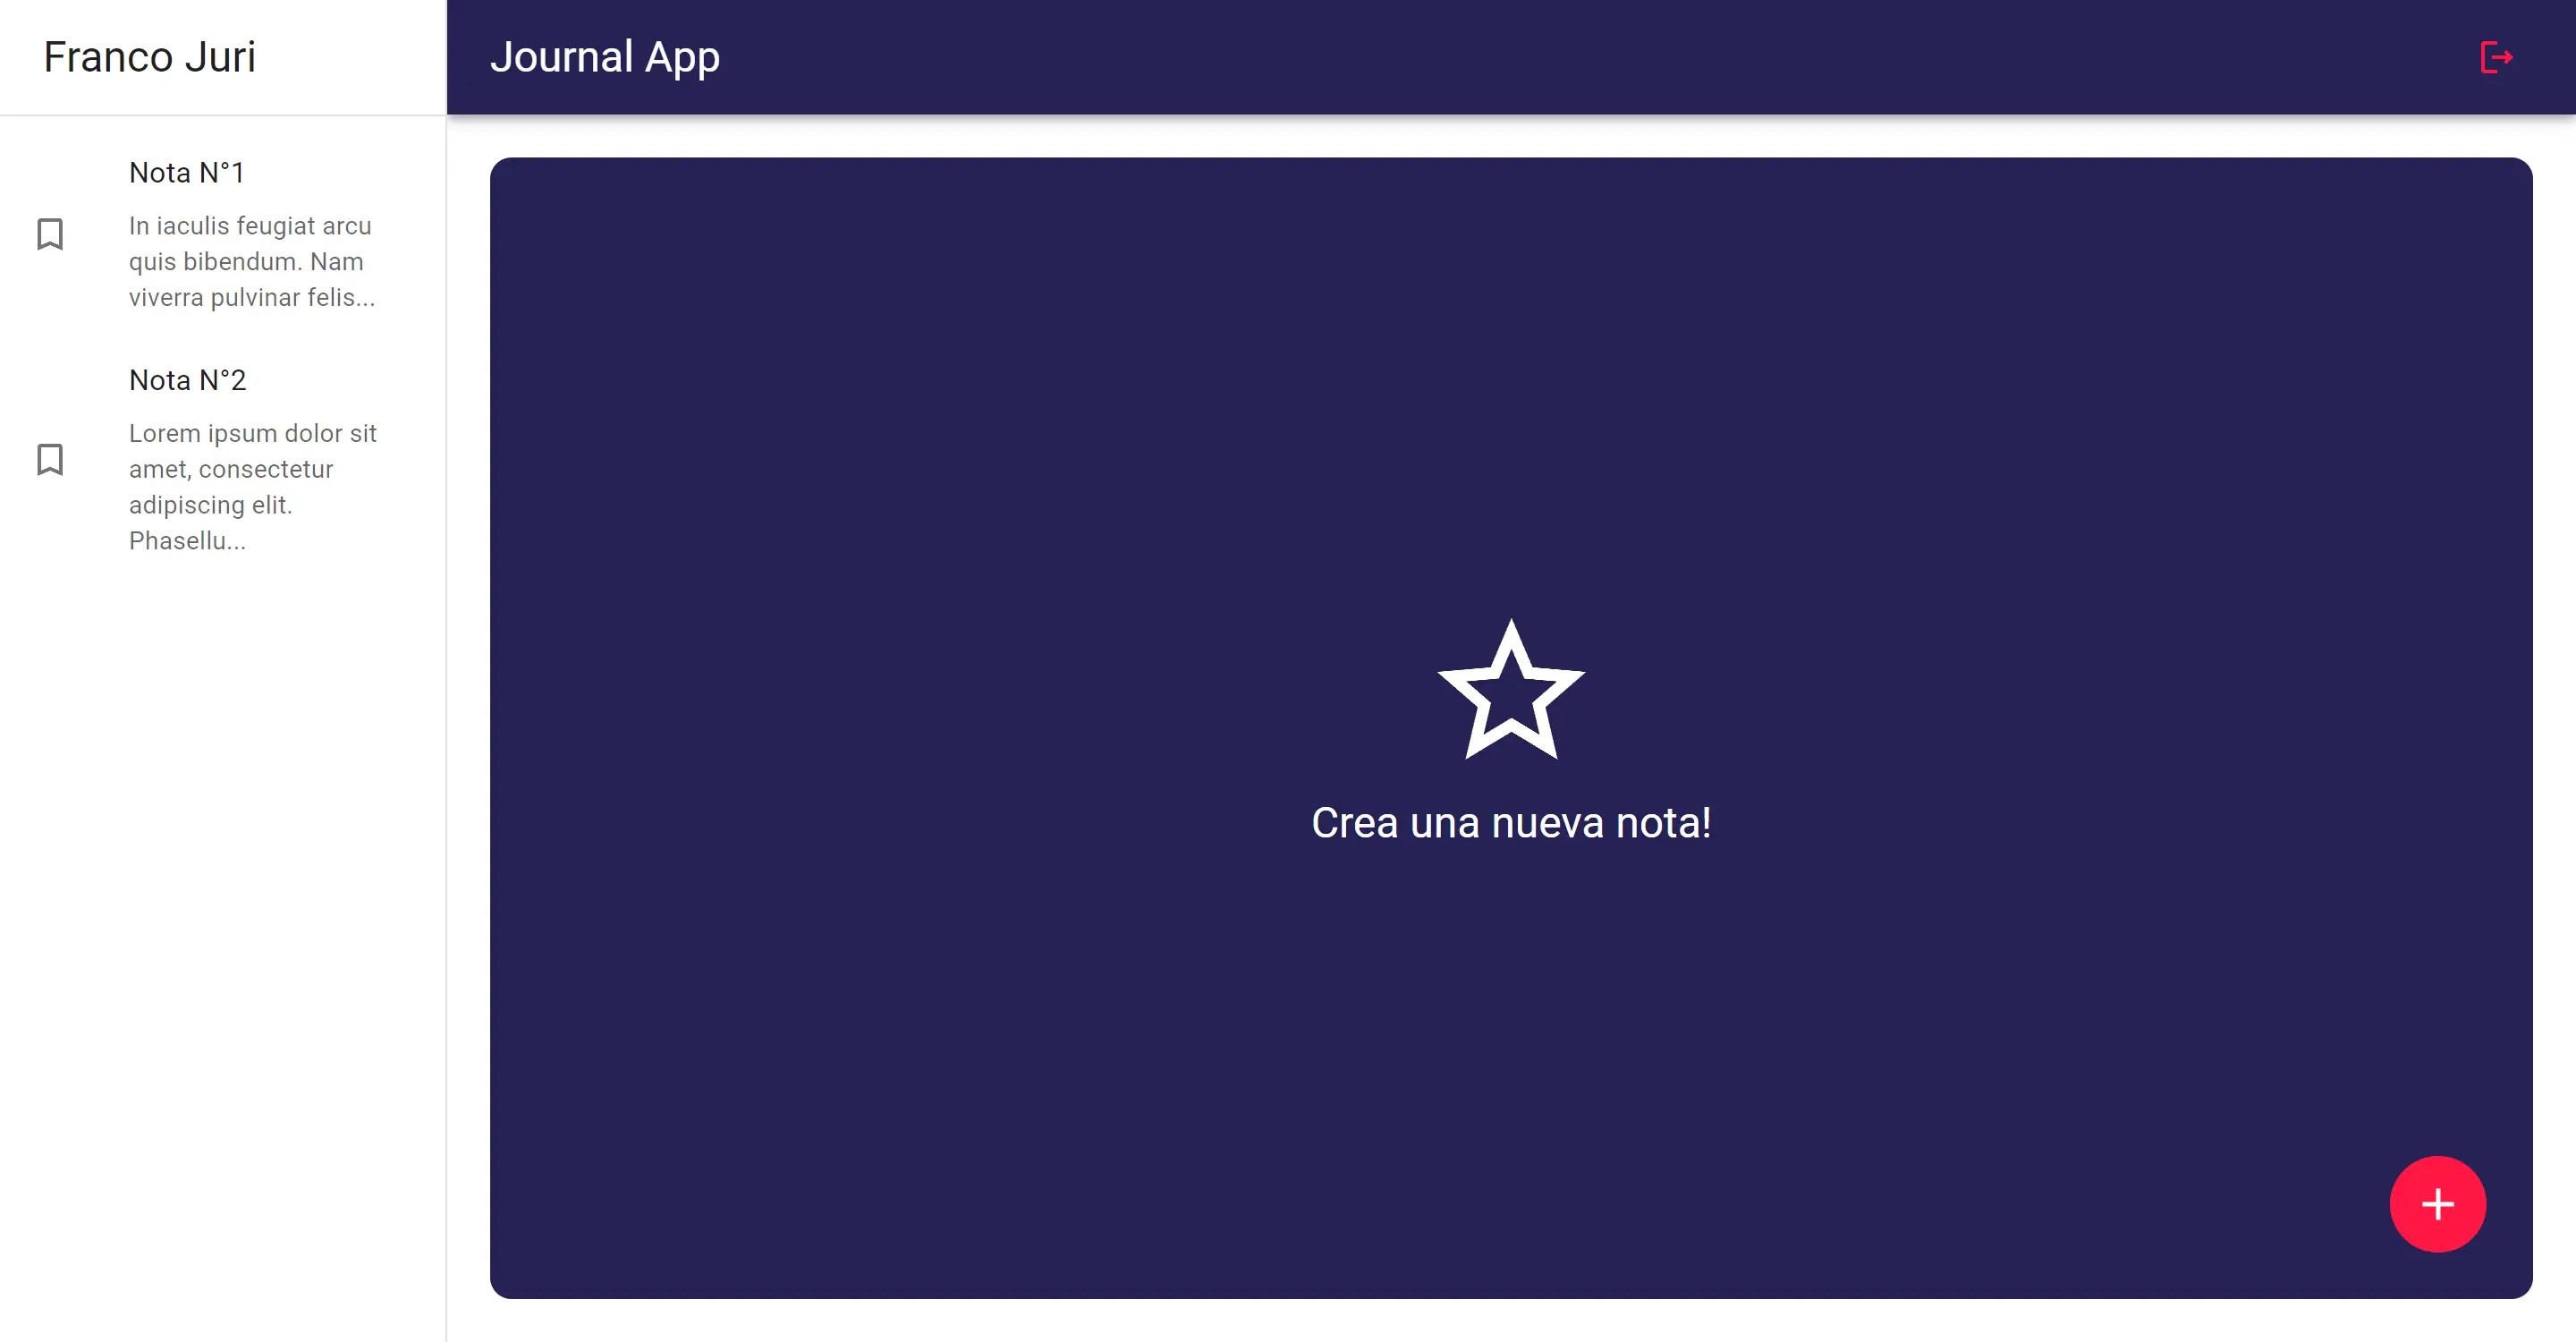 Franco Juri
Journal App
Nota N°1
In iaculis feugiat arcu
quis bibendum. Nam
viverra pulvinar felis...
Nota N°2
Lorem ipsum dolor sit
amet, consectetur
adipiscing elit.
Phasellu...
Crea una nueva nota!